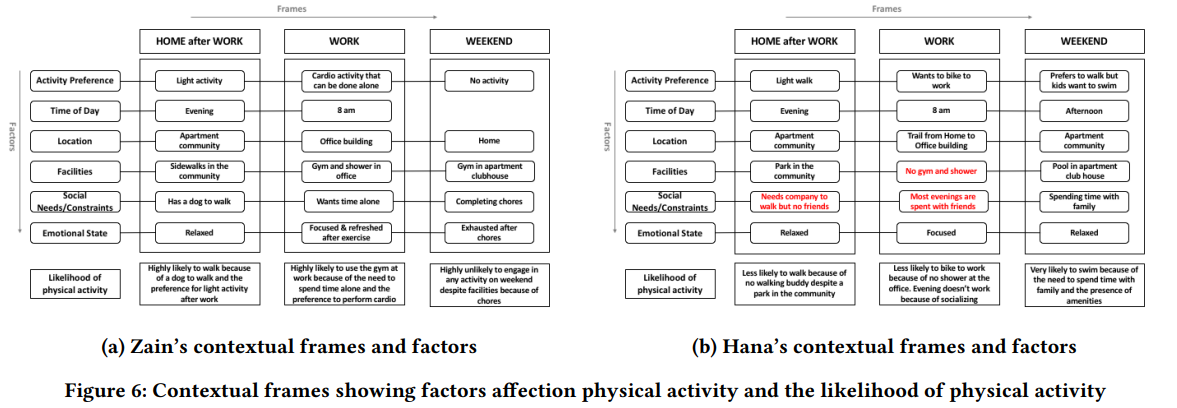 Frames
HOME after WORK
WORK
WEEKEND
Factors
Activity Preference
Light activity
Cardio activity that
can be done alone
No activity
Time of Day
Evening
8 am
Location
Apartment
community
Office building
Home
Facilities
Sidewalks in the
community
Gym and shower in
office
Gym in apartment
clubhouse
Social
Needs/Constraints
Has a dog to walk
Wants time alone
Completing chores
Emotional State
Relaxed
Focused & refreshed
after exercise
Exhausted after
chores
Likelihood of
physical activity
Highly likely to walk because
of a dog to walk and the
preference for light activity
after work
Highly likely to use the gym at
work because of the need to
spend time alone and the
preference to perform cardio
Highly unlikely to engage in
any activity on weekend
despite facilities because of
chores
(a) Zain’s contextual frames and factors
Frames
HOME after WORK
WORK
WEEKEND
Factors
Activity Preference
Light walk
Wants to bike to
work
Prefers to walk but
kids want to swim
Time of Day
Evening
8 am
Afternoon
Location
Apartment
community
Trail from Home to
Office building
Apartment
community
Facilities
Park in the
community
No gym and shower
Pool in apartment
club house
Social
Needs/Constraints
Needs company to
walk but no friends
Most evenings are
spent with friends
Spending time with
family
Emotional State
Relaxed
Focused
Relaxed
Likelihood of
physical activity
Less likely to walk because of
no walking buddy despite a
park in the community
Less likely to bike to work
because of no shower at the
office. Evening doesn’t work
because of socializing
Very likely to swim because of
the need to spend time with
family and the presence of
amenities
(b) Hana’s contextual frames and factors
Figure 6: Contextual frames showing factors affection physical activity and the likelihood of physical activity